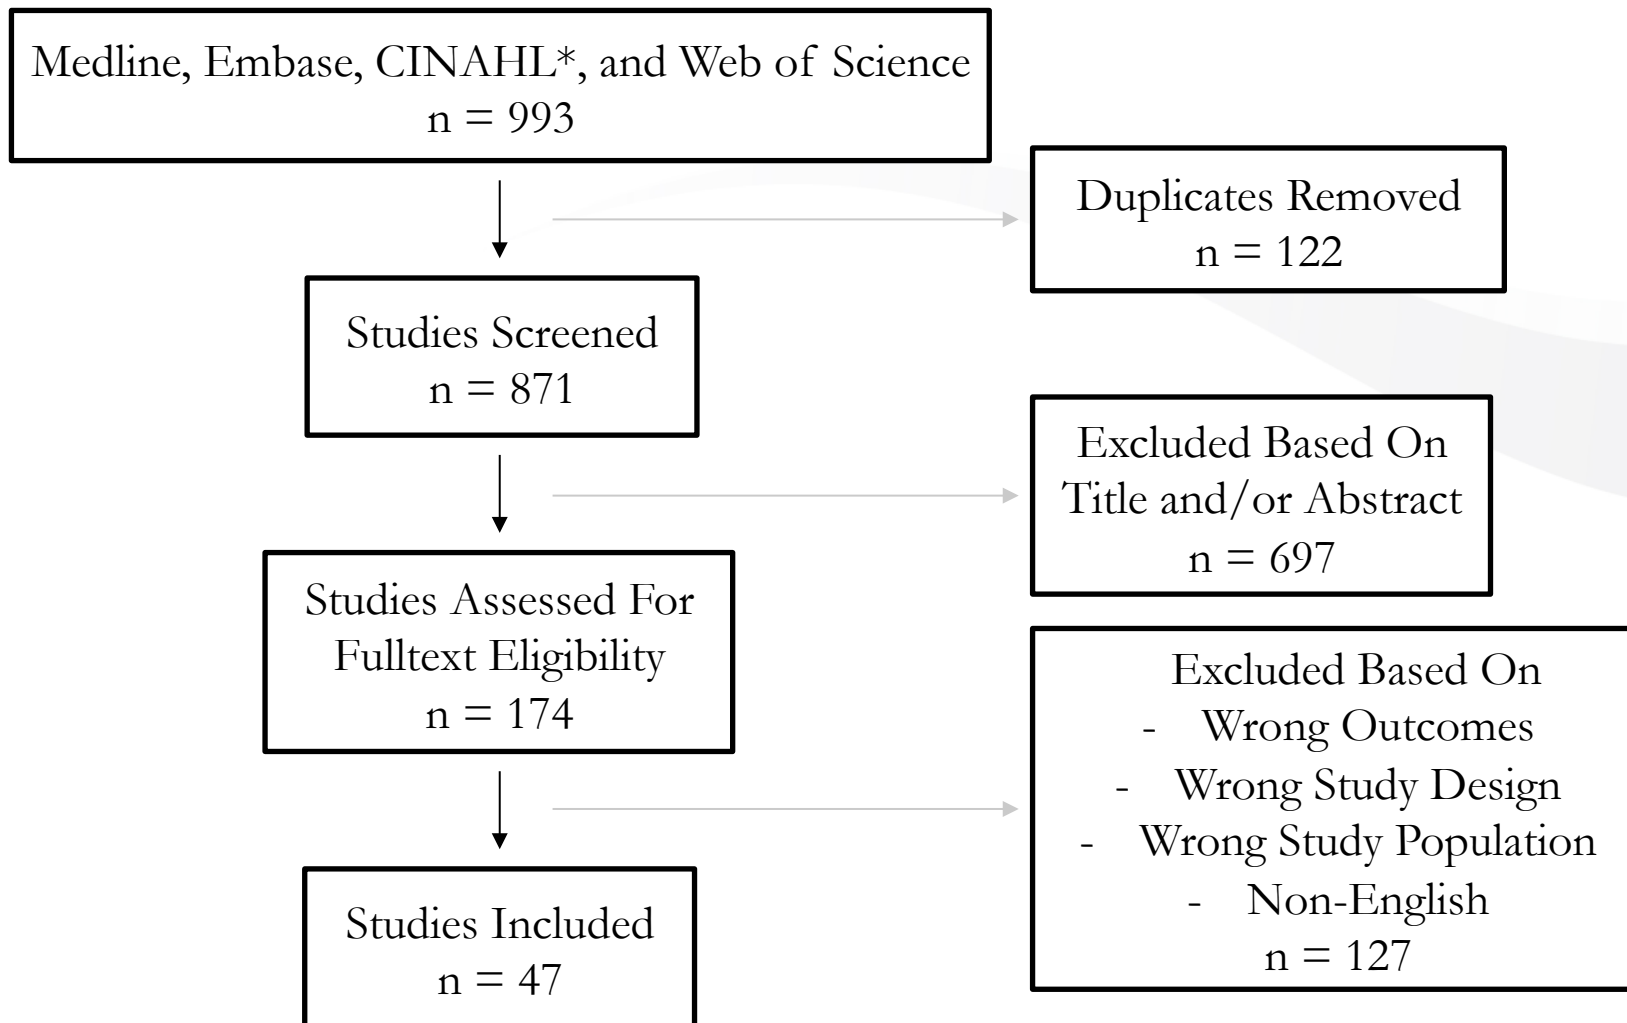 Medline, Embase, CINAHL*, and Web of Science
n = 993
Duplicates Removed
n = 122
Studies Screened
n = 871
Excluded Based On
Title and/or Abstract
n = 697
Studies Assessed For
Fulltext Eligibility
n = 174
Excluded Based On
- Wrong Outcomes
- Wrong Study Design
- Wrong Study Population
- Non-English
n = 127
Studies Included
n = 47